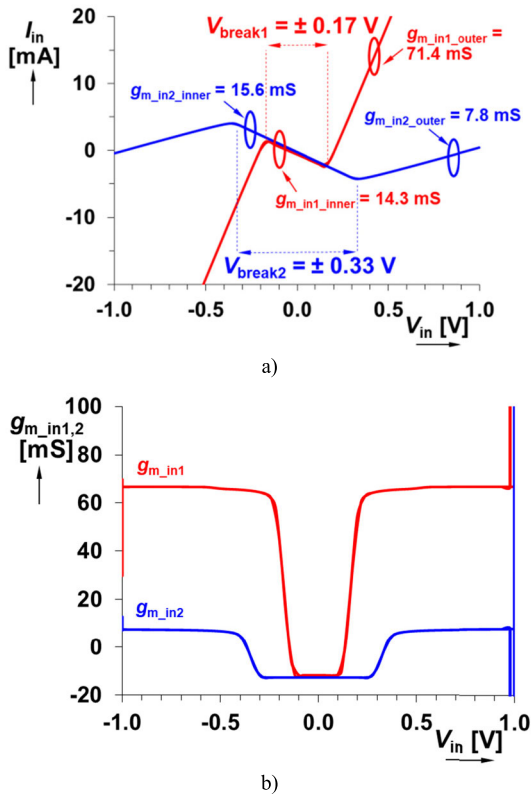 I_in [mA]
20
10
0
-10
-20
V_break1 = ± 0.17 V
g_m_in1_outer = 71.4 mS
g_m_in2_inner = 15.6 mS
g_m_in2_outer = 7.8 mS
g_m_in1_inner = 14.3 mS
V_break2 = ± 0.33 V
-1.0 -0.5 0.0 0.5 1.0
V_in [V]
a)
g_m_in1,2 [mS]
100
80
60
40
20
0
-20
g_m_in1
g_m_in2
-1.0 -0.5 0.0 0.5 1.0
V_in [V]
b)